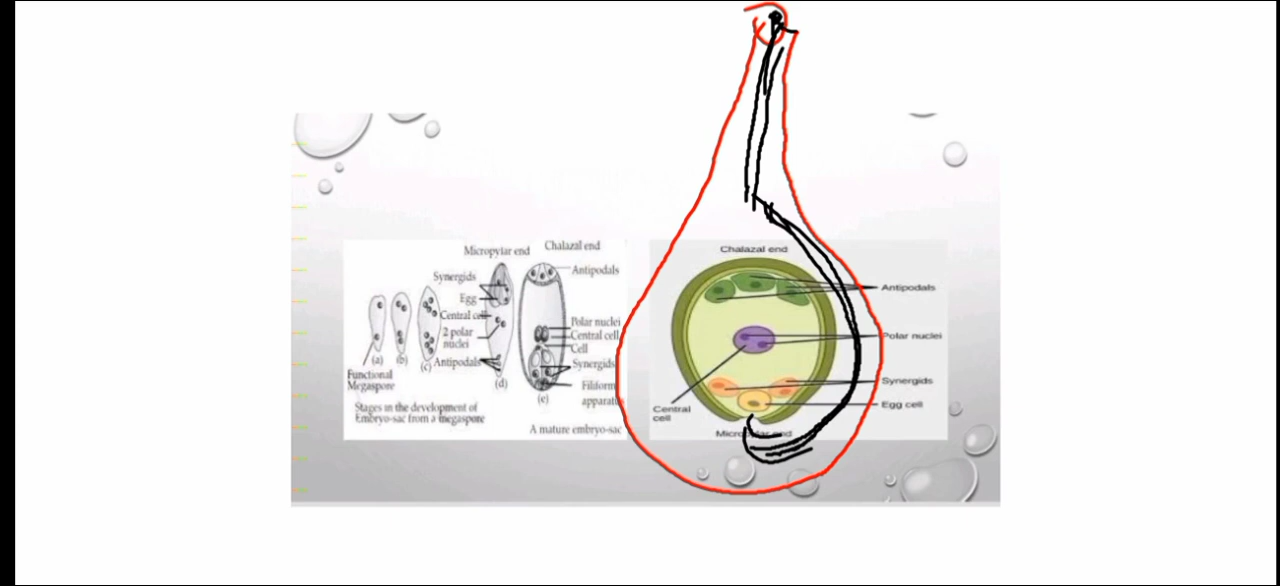 Micropylar end
Chalazal end
Synergids
Egg
Central cell
2 polar
nuclei
Antipodals
(a)
(b)
(c)
(d)
Functional
Megaspore
Stages in the development of
Embryo-sac from a megaspore
Antipodals
Polar nuclei
Central cell
Cell
Synergids
Filiform
(e)
A mature embryo-sac
Chalazal end
Antipodals
Polar nuclei
Synergids
Egg cell
Central
cell
end